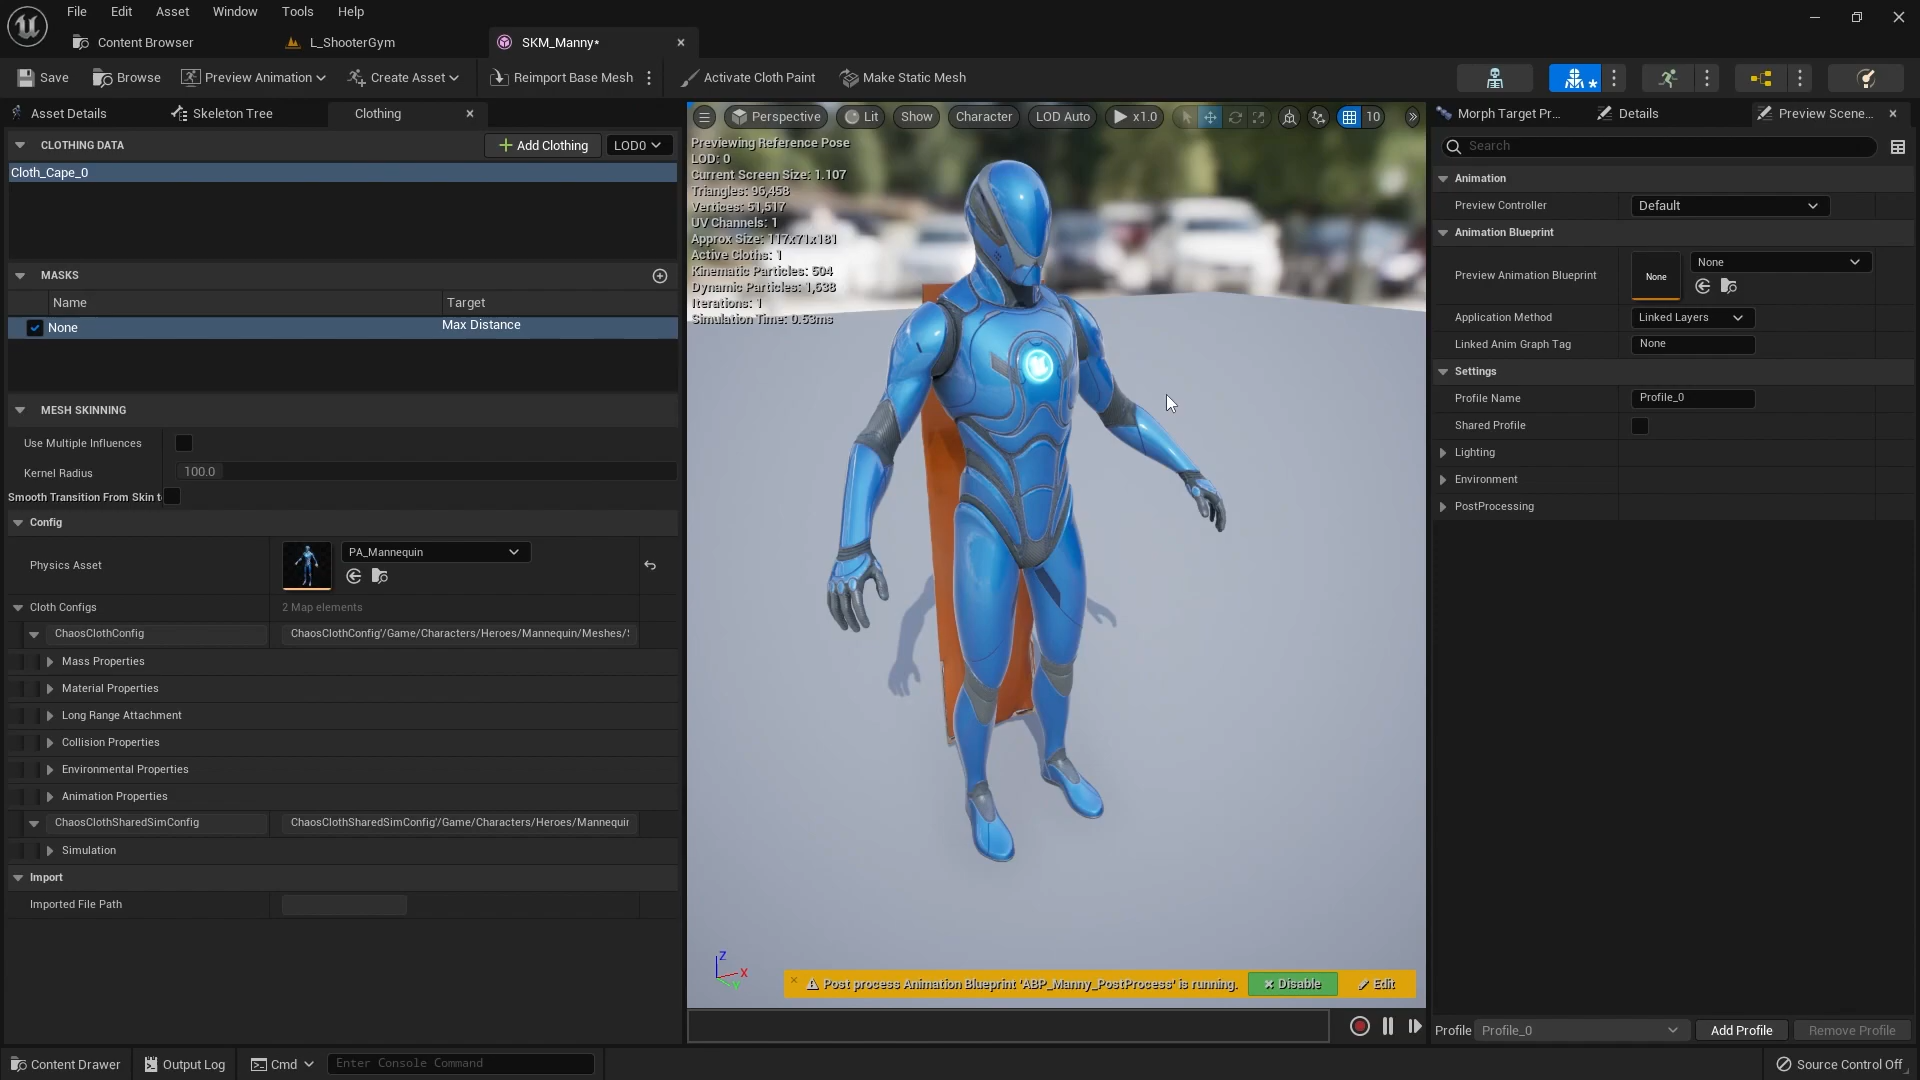 File Edit Asset Window Tools Help
Content Browser L_ShooterGym SKM_Manny*
Save Browse Preview Animation Create Asset Reimport Base Mesh Activate Cloth Paint Make Static Mesh
Asset Details Skeleton Tree Clothing
CLOTHING DATA Add Clothing LOD0
Cloth_Cape_0
MASKS
Name Target
None Max Distance
MESH SKINNING
Use Multiple Influences
Kernel Radius 100.0
Smooth Transition From Skin t
Config
Physics Asset PA_Mannequin
Cloth Configs 2 Map elements
ChaosClothConfig ChaosClothConfig'/Game/Characters/Heroes/Mannequin/Meshes/
Mass Properties
Material Properties
Long Range Attachment
Collision Properties
Environmental Properties
Animation Properties
ChaosClothSharedSimConfig ChaosClothSharedSimConfig'/Game/Characters/Heroes/Mannequin
Simulation
Import
Imported File Path
Perspective Lit Show Character LOD Auto x1.0 10
Previewing Reference Pose
LOD: 0
Current Screen Size: 1.107
Triangles: 96,458
Vertices: 51,517
UV Channels: 1
Approx Size: 117x71x181
Active Cloths: 1
Kinematic Particles: 504
Dynamic Particles: 1,638
Iterations: 1
Simulation Time: 0.53ms
Z
X
Y
Post process Animation Blueprint 'ABP_Manny_PostProcess' is running. Disable Edit
Morph Target Pr... Details Preview Scene...
Search
Animation
Preview Controller Default
Animation Blueprint
Preview Animation Blueprint None None
Application Method Linked Layers
Linked Anim Graph Tag None
Settings
Profile Name Profile_0
Shared Profile
Lighting
Environment
PostProcessing
Profile Profile_0 Add Profile Remove Profile
Content Drawer Output Log Cmd Enter Console Command Source Control Off